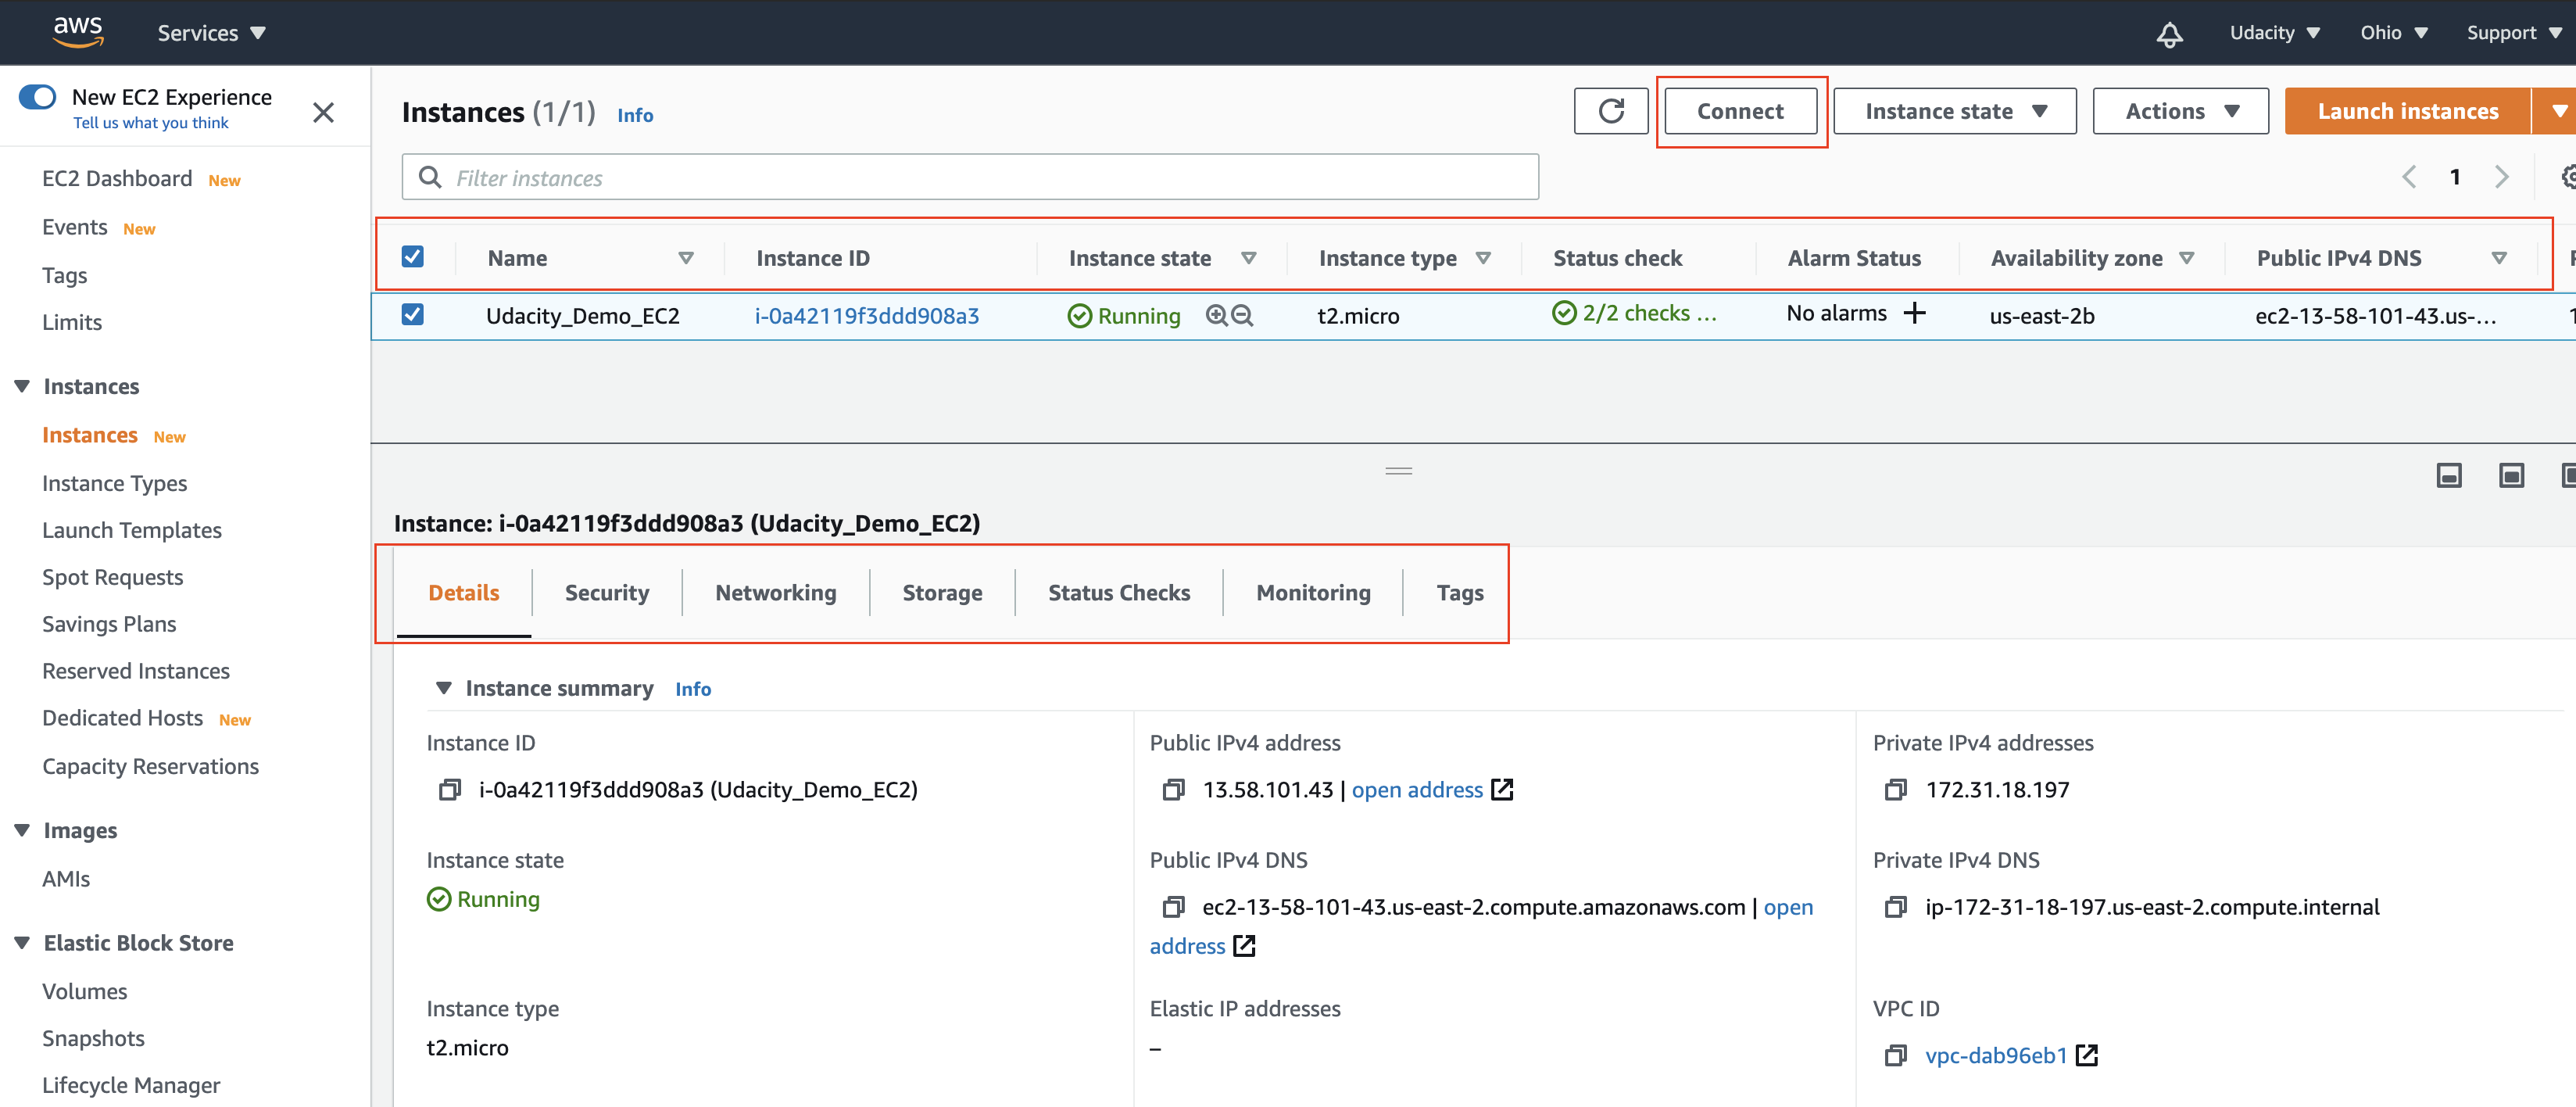 aws
Services
Udacity
Ohio
Support
New EC2 Experience
Tell us what you think
EC2 Dashboard New
Events New
Tags
Limits
Instances
Instances New
Instance Types
Launch Templates
Spot Requests
Savings Plans
Reserved Instances
Dedicated Hosts New
Capacity Reservations
Images
AMIs
Elastic Block Store
Volumes
Snapshots
Lifecycle Manager
Instances (1/1) Info
Connect
Instance state
Actions
Launch instances
Filter instances
1
Name Instance ID Instance state Instance type Status check Alarm Status Availability zone Public IPv4 DNS
Udacity_Demo_EC2 i-0a42119f3ddd908a3 Running t2.micro 2/2 checks ... No alarms + us-east-2b ec2-13-58-101-43.us-...
Instance: i-0a42119f3ddd908a3 (Udacity_Demo_EC2)
Details Security Networking Storage Status Checks Monitoring Tags
Instance summary Info
Instance ID
i-0a42119f3ddd908a3 (Udacity_Demo_EC2)
Public IPv4 address
13.58.101.43 | open address
Private IPv4 addresses
172.31.18.197
Instance state
Running
Public IPv4 DNS
ec2-13-58-101-43.us-east-2.compute.amazonaws.com | open
address
Private IPv4 DNS
ip-172-31-18-197.us-east-2.compute.internal
Instance type
t2.micro
Elastic IP addresses
–
VPC ID
vpc-dab96eb1